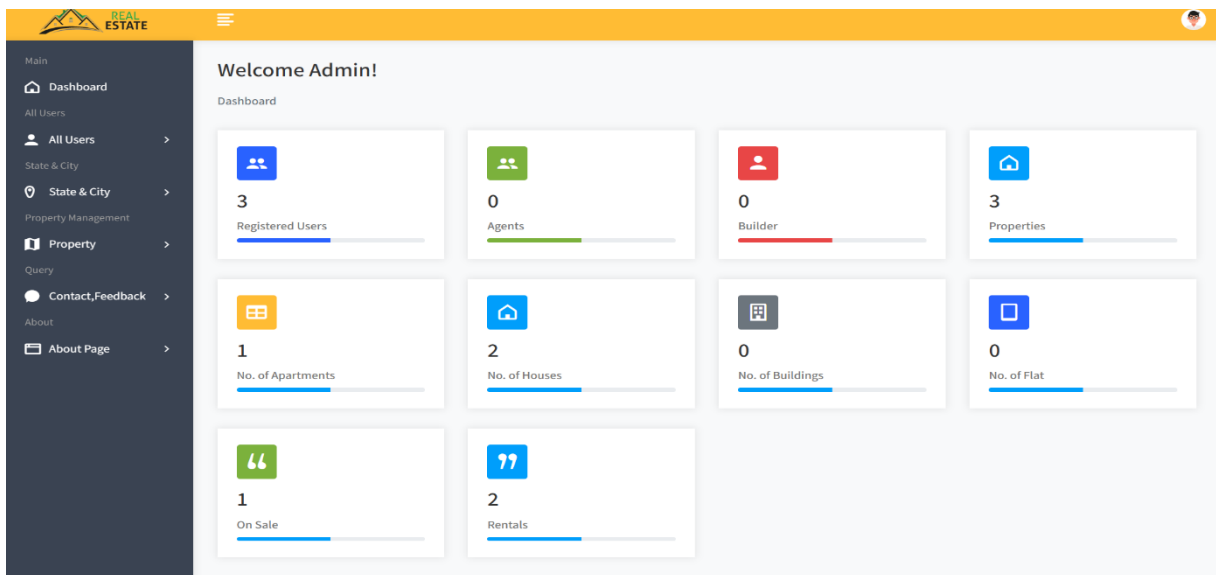 REAL
ESTATE
Main
Dashboard
All Users
All Users
State & City
State & City
Property Management
Property
Query
Contact,Feedback
About
About Page
Welcome Admin!
Dashboard
3
Registered Users
0
Agents
0
Builder
3
Properties
1
No. of Apartments
2
No. of Houses
0
No. of Buildings
0
No. of Flat
1
On Sale
2
Rentals